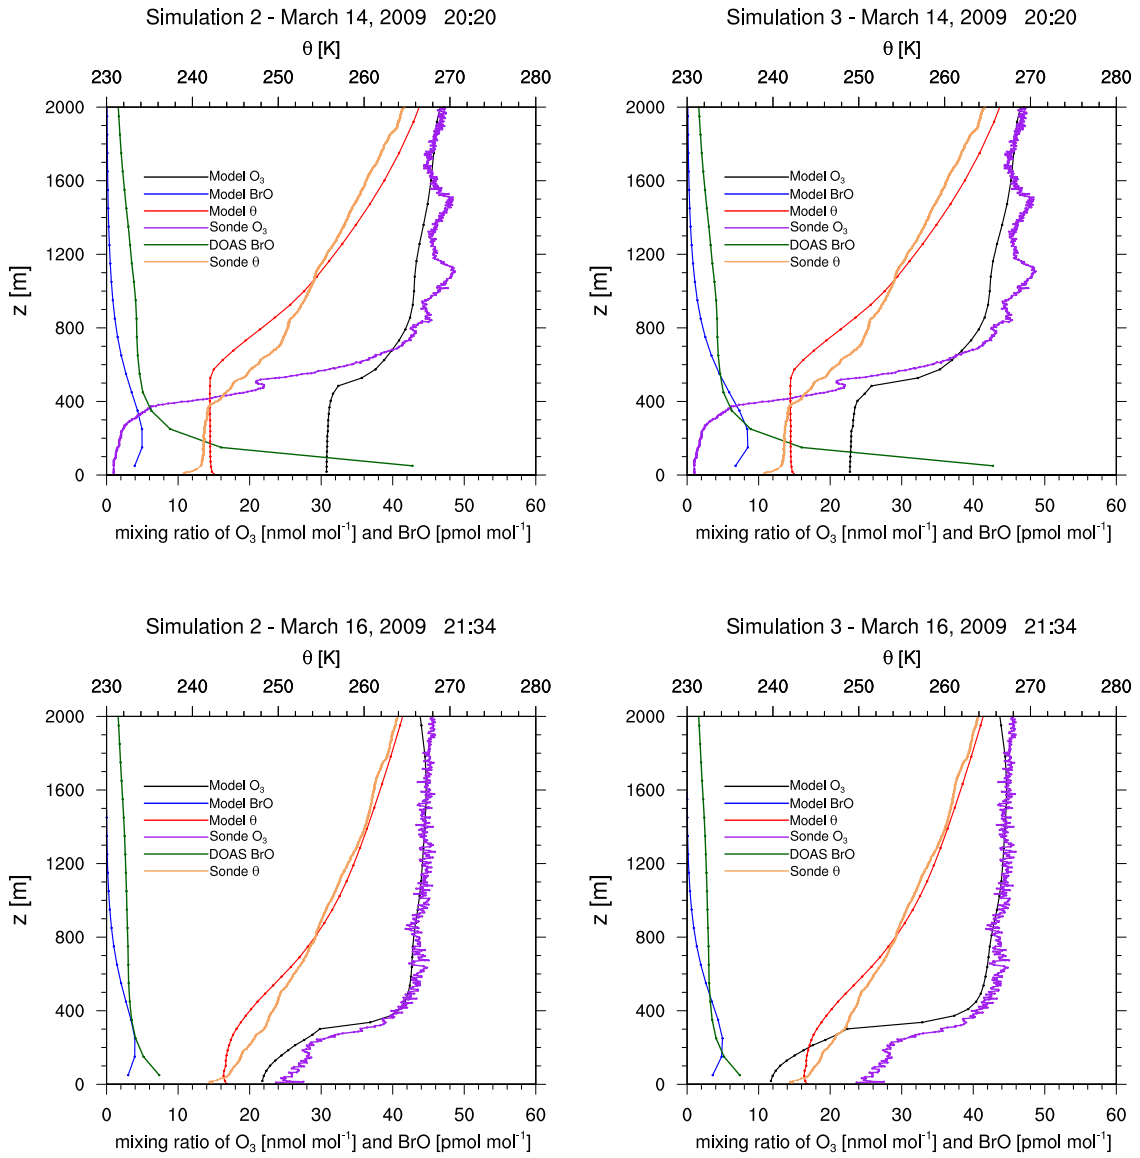 Simulation 2 - March 14, 2009 20:20
θ [K]
230 240 250 260 270 280
2000
1600
1200
800
400
0
z [m]
Model O₃
Model BrO
Model θ
Sonde O₃
DOAS BrO
Sonde θ
0 10 20 30 40 50 60
mixing ratio of O₃ [nmol mol⁻¹] and BrO [pmol mol⁻¹]
Simulation 3 - March 14, 2009 20:20
θ [K]
230 240 250 260 270 280
2000
1600
1200
800
400
0
z [m]
Model O₃
Model BrO
Model θ
Sonde O₃
DOAS BrO
Sonde θ
0 10 20 30 40 50 60
mixing ratio of O₃ [nmol mol⁻¹] and BrO [pmol mol⁻¹]
Simulation 2 - March 16, 2009 21:34
θ [K]
230 240 250 260 270 280
2000
1600
1200
800
400
0
z [m]
Model O₃
Model BrO
Model θ
Sonde O₃
DOAS BrO
Sonde θ
0 10 20 30 40 50 60
mixing ratio of O₃ [nmol mol⁻¹] and BrO [pmol mol⁻¹]
Simulation 3 - March 16, 2009 21:34
θ [K]
230 240 250 260 270 280
2000
1600
1200
800
400
0
z [m]
Model O₃
Model BrO
Model θ
Sonde O₃
DOAS BrO
Sonde θ
0 10 20 30 40 50 60
mixing ratio of O₃ [nmol mol⁻¹] and BrO [pmol mol⁻¹]